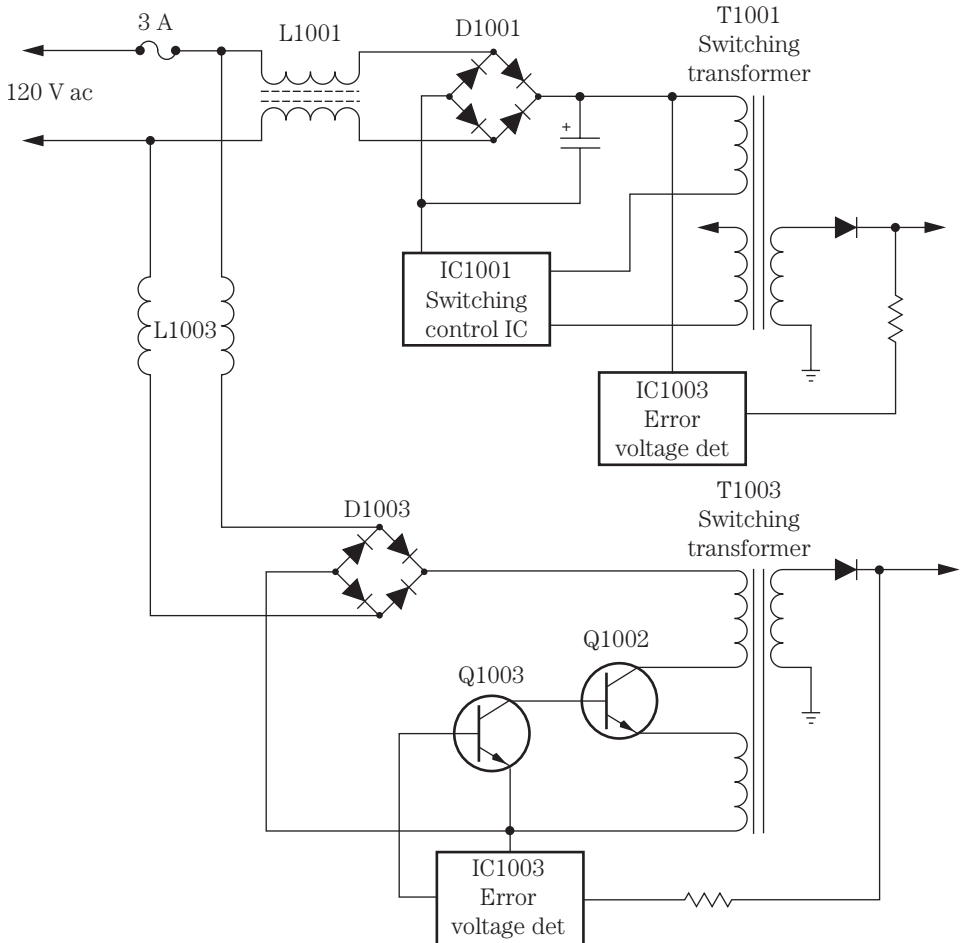 3 A
L1001
D1001
T1001
Switching
transformer
120 V ac
+
IC1001
Switching
control IC
L1003
IC1003
Error
voltage det
D1003
T1003
Switching
transformer
Q1002
Q1003
IC1003
Error
voltage det